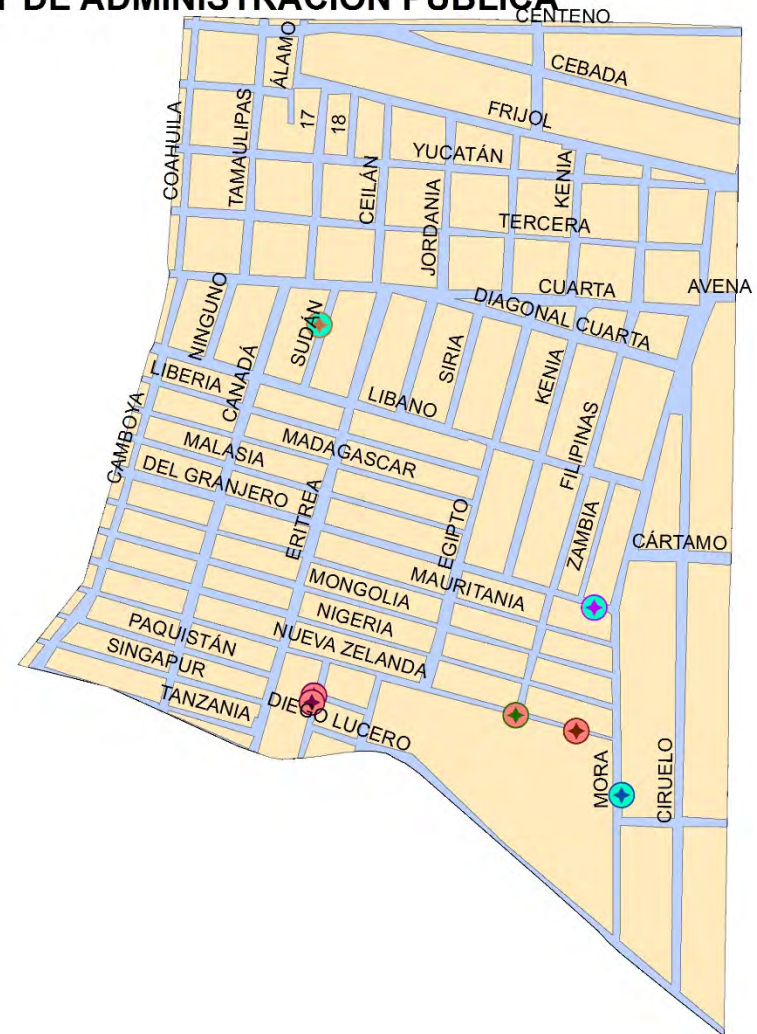 Y DE ADMINISTRACIÓN PÚBLICA
CENTENO
ÁLAMO
CEBADA
COAHUILA
TAMAULIPAS
17
18
FRIJOL
YUCATÁN
CEILÁN
JORDANIA
KENIA
TERCERA
CUARTA
AVENA
NINGUNO
SUDÁN
DIAGONAL CUARTA
LIBERIA
CANADÁ
LIBANO
SIRIA
KENIA
FILIPINAS
CAMBOYA
MALASIA
MADAGASCAR
DEL GRANJERO
ERITREA
EGIPTO
ZAMBIA
CÁRTAMO
MONGOLIA
MAURITANIA
NIGERIA
PAQUISTÁN
NUEVA ZELANDA
SINGAPUR
TANZANIA
DIEGO LUCERO
MORA
CIRUELO